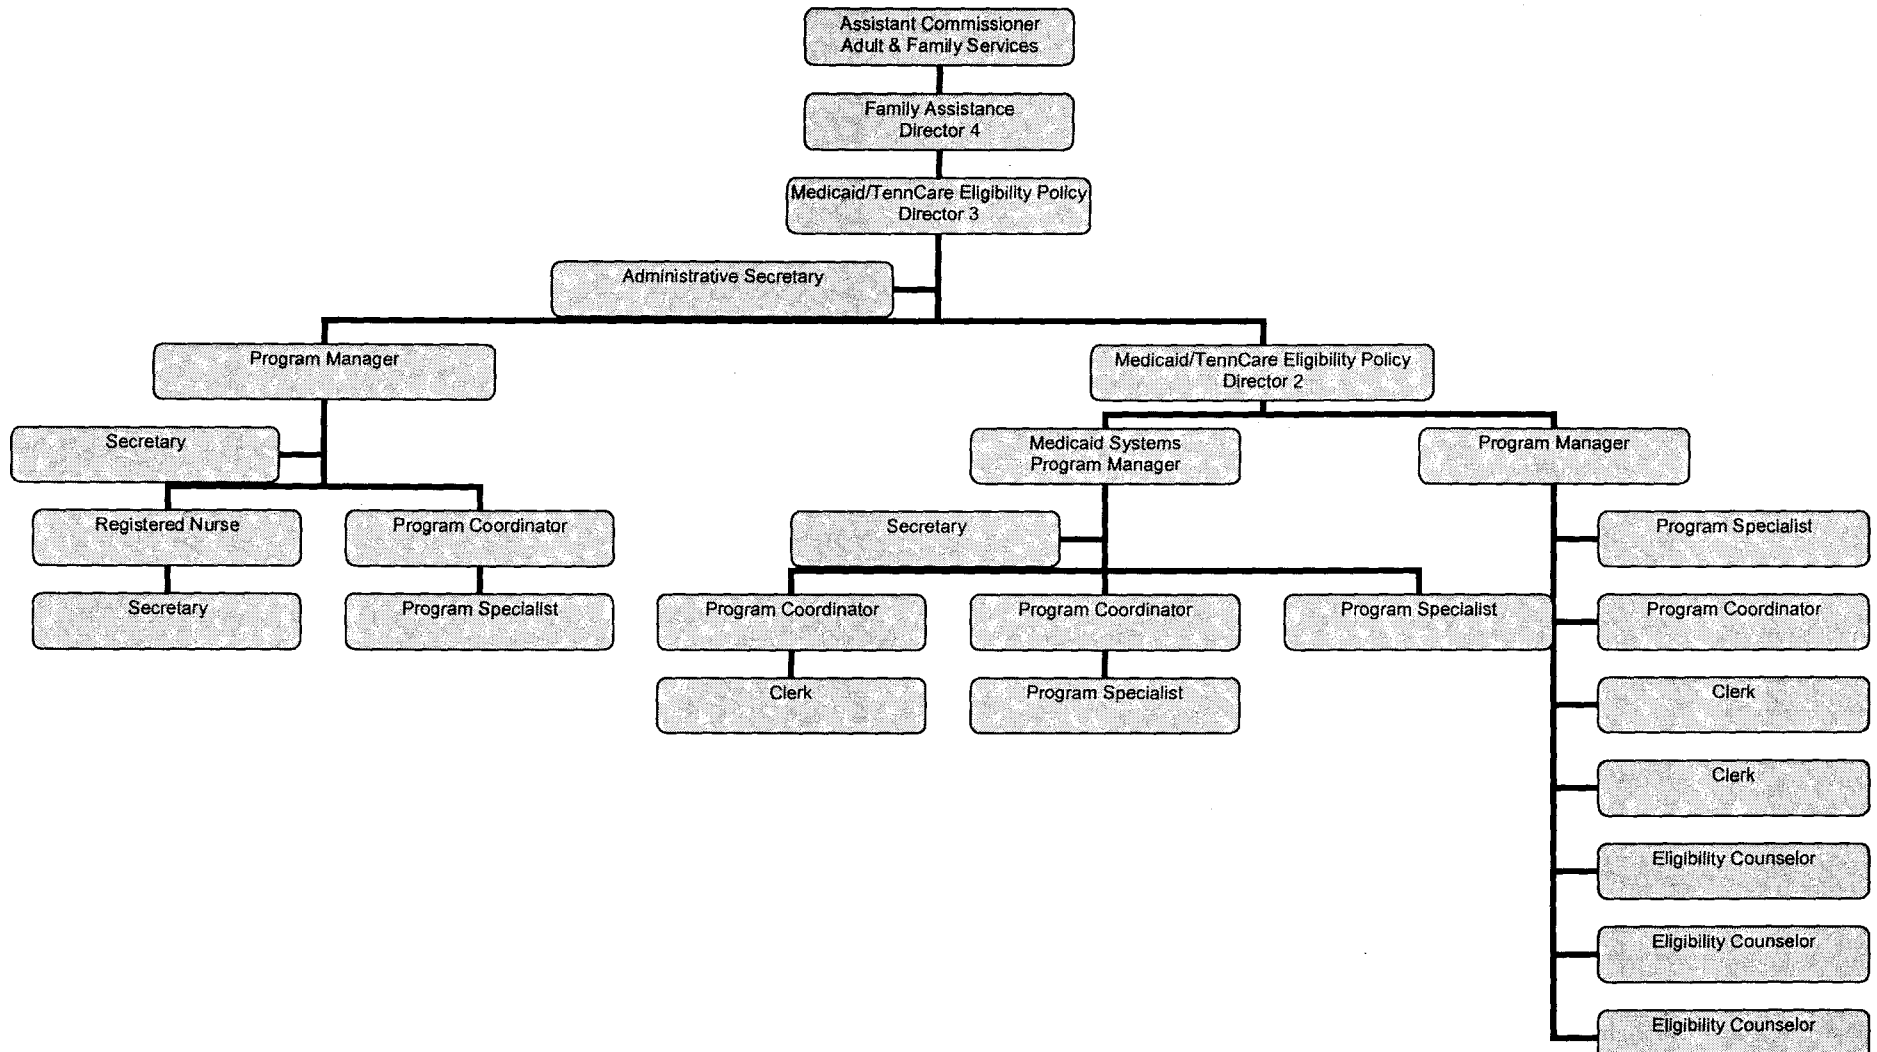 Assistant Commissioner
Adult & Family Services
Family Assistance
Director 4
Medicaid/TennCare Eligibility Policy
Director 3
Administrative Secretary
Program Manager
Medicaid/TennCare Eligibility Policy
Director 2
Secretary
Medicaid Systems
Program Manager
Program Manager
Registered Nurse
Program Coordinator
Secretary
Program Specialist
Secretary
Program Specialist
Program Coordinator
Program Coordinator
Program Specialist
Program Coordinator
Clerk
Program Specialist
Clerk
Clerk
Eligibility Counselor
Eligibility Counselor
Eligibility Counselor